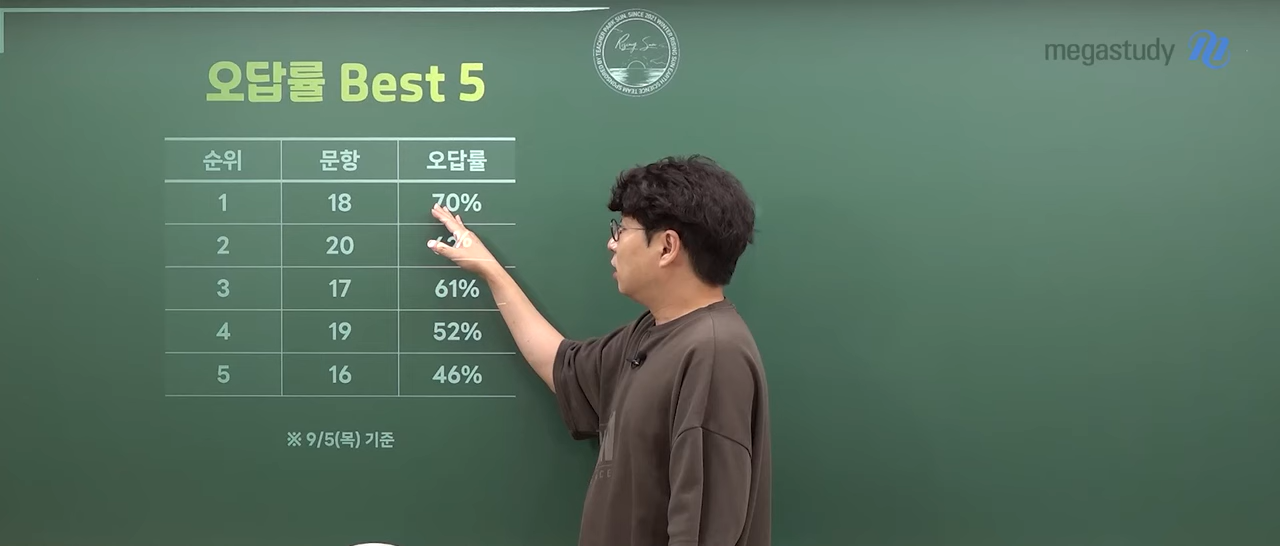 오답률 Best 5
megastudy
순위 문항 오답률
1 18 70%
2 20
3 17 61%
4 19 52%
5 16 46%
※ 9/5(목) 기준